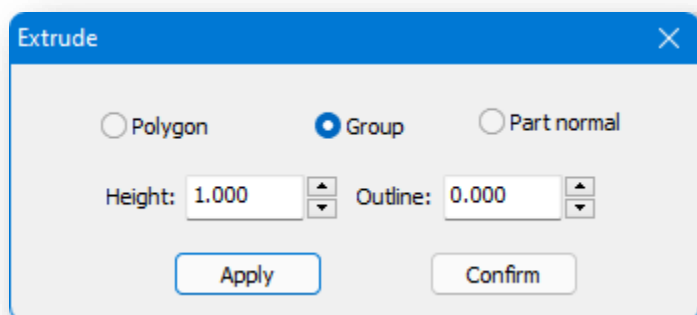 Extrude
Polygon Group Part normal
Height: 1.000 Outline: 0.000
Apply Confirm